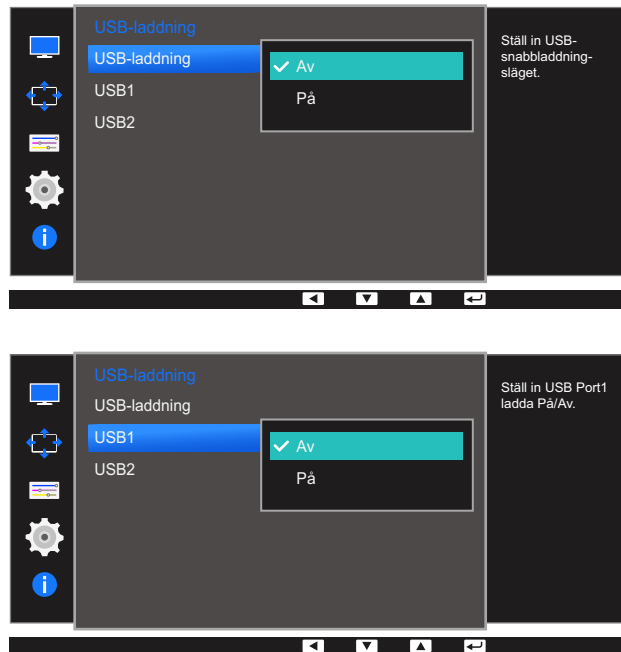 USB-laddning
USB-laddning
USB1
USB2
Av
På
Ställ in USB-
snabbladdning-
släget.
USB-laddning
USB-laddning
USB1
USB2
Av
På
Ställ in USB Port1
ladda På/Av.